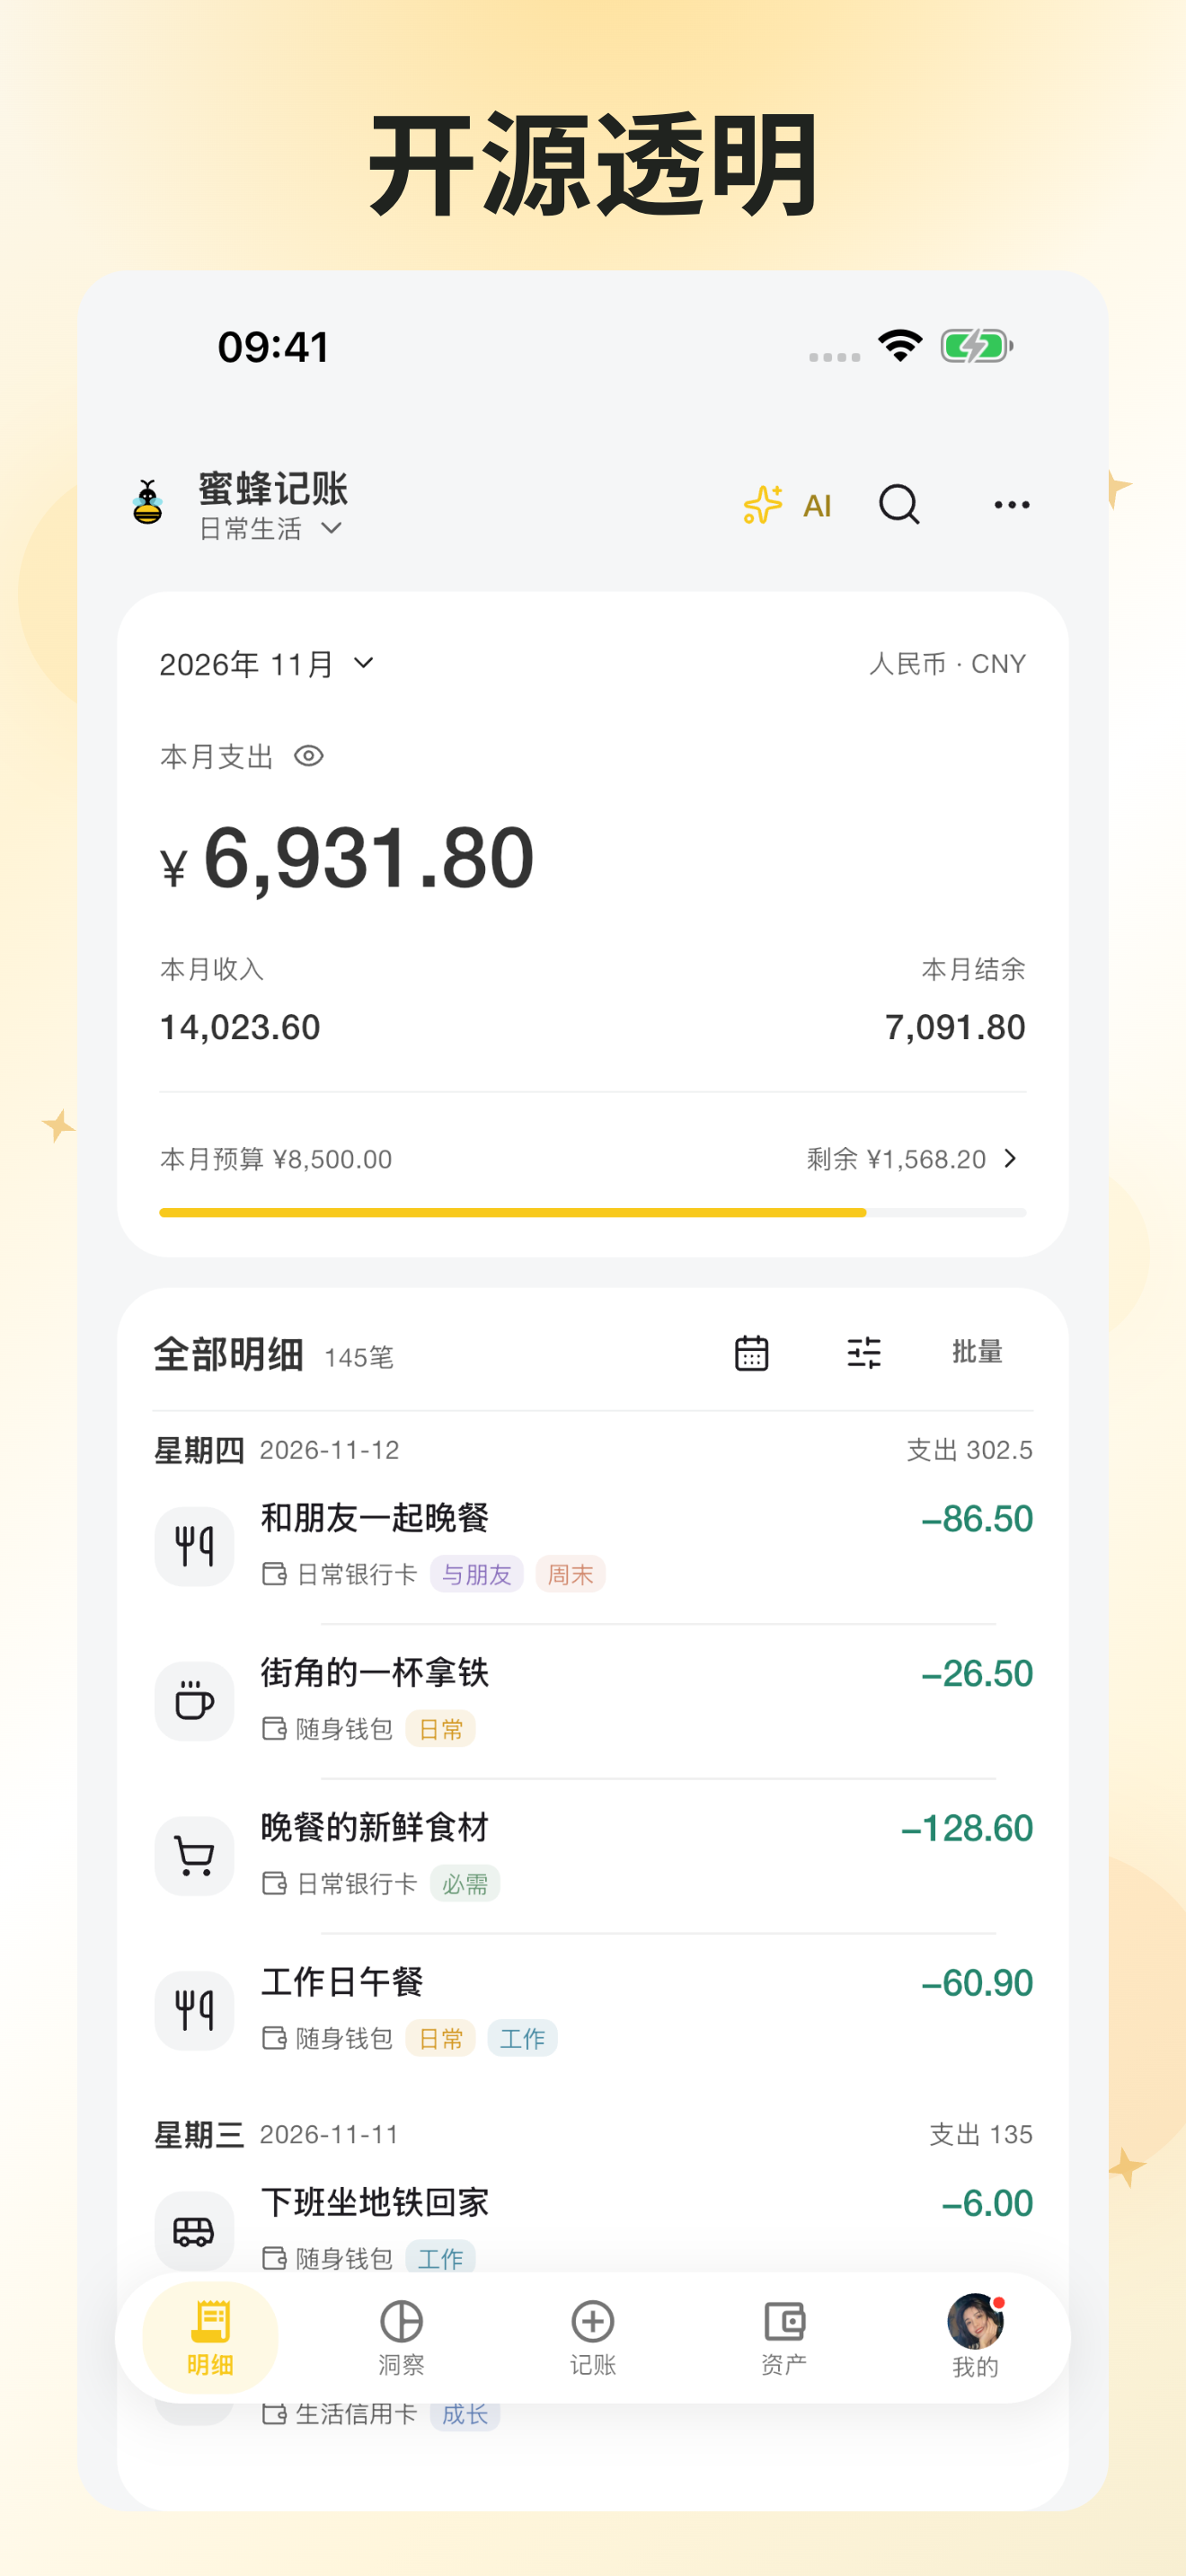 开源透明
09:41
蜜蜂记账
日常生活
AI
2026年 11月
人民币 · CNY
本月支出
¥ 6,931.80
本月收入
本月结余
14,023.60
7,091.80
本月预算 ¥8,500.00
剩余 ¥1,568.20
全部明细 145笔
批量
星期四 2026-11-12
支出 302.5
和朋友一起晚餐
-86.50
日常银行卡 与朋友 周末
街角的一杯拿铁
-26.50
随身钱包 日常
晚餐的新鲜食材
-128.60
日常银行卡 必需
工作日午餐
-60.90
随身钱包 日常 工作
星期三 2026-11-11
支出 135
下班坐地铁回家
-6.00
随身钱包 工作
明细
洞察
记账
资产
我的
生活信用卡 成长